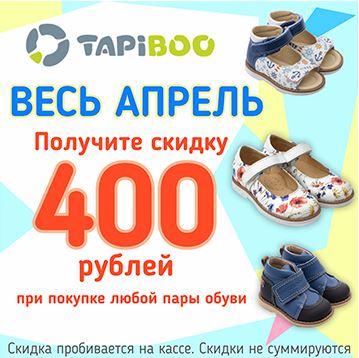 TAPiBOO
ВЕСЬ АПРЕЛЬ
Получите скидку
400
рублей
при покупке любой пары обуви
Скидка пробивается на кассе. Скидки не суммируются